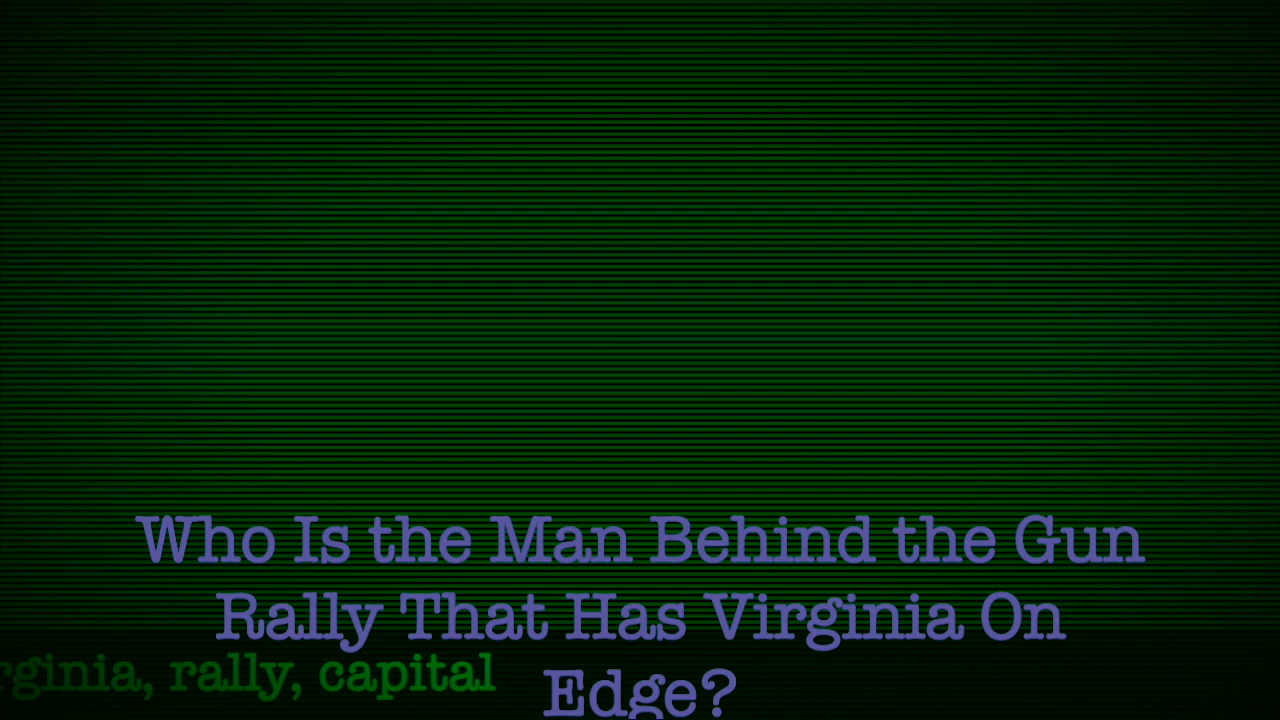 Who Is the Man Behind the Gun
Rally That Has Virginia On
rginia, rally, capital
Edge?